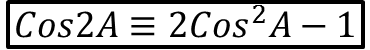 Cos2A ≡ 2Cos²A − 1